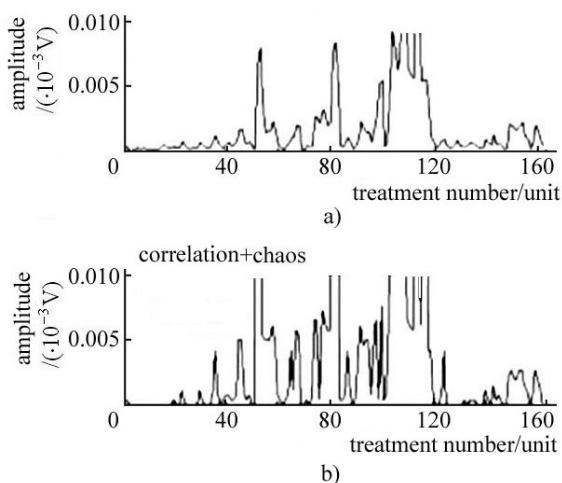 amplitude
/(·10⁻³V)
0.010
0.005
0
40
80
120
160
treatment number/unit
a)
correlation+chaos
amplitude
/(·10⁻³V)
0.010
0.005
0
40
80
120
160
treatment number/unit
b)